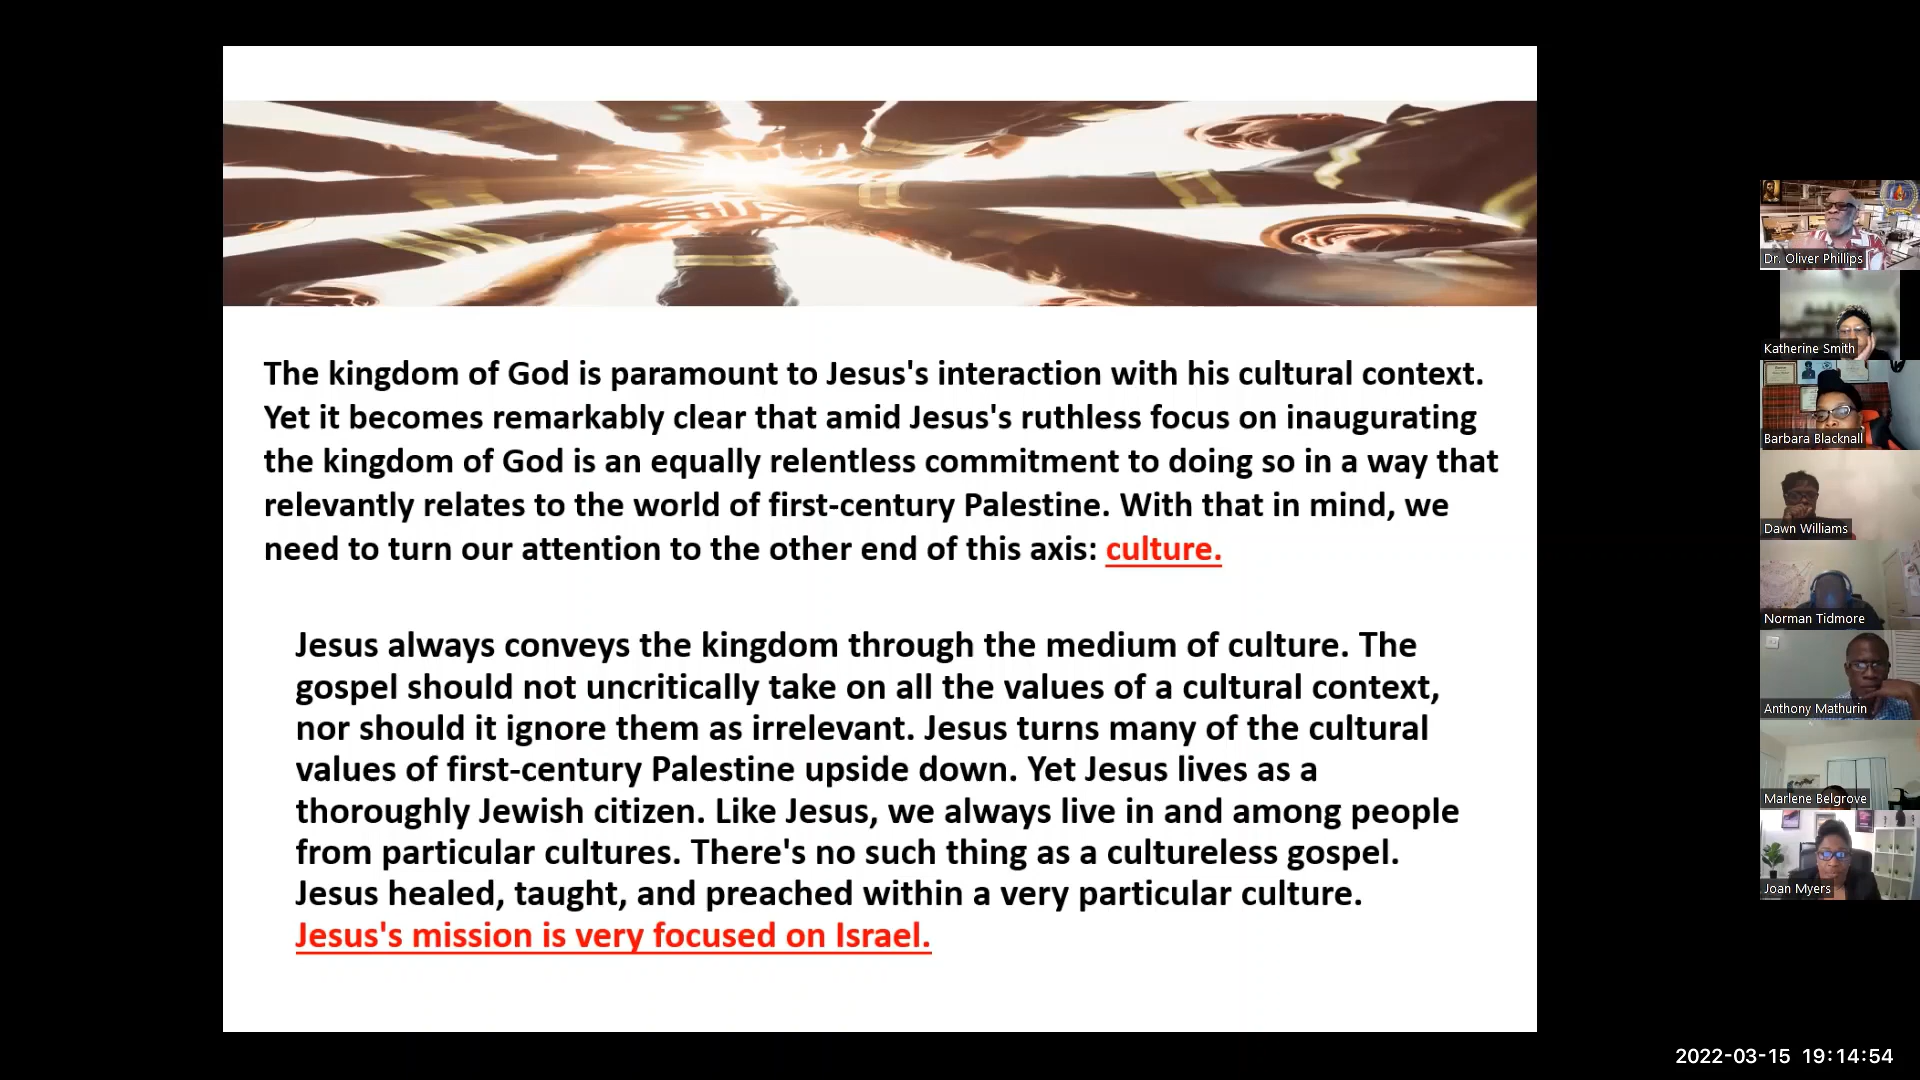 The kingdom of God is paramount to Jesus's interaction with his cultural context.
Yet it becomes remarkably clear that amid Jesus's ruthless focus on inaugurating
the kingdom of God is an equally relentless commitment to doing so in a way that
relevantly relates to the world of first-century Palestine. With that in mind, we
need to turn our attention to the other end of this axis: culture.
Jesus always conveys the kingdom through the medium of culture. The
gospel should not uncritically take on all the values of a cultural context,
nor should it ignore them as irrelevant. Jesus turns many of the cultural
values of first-century Palestine upside down. Yet Jesus lives as a
thoroughly Jewish citizen. Like Jesus, we always live in and among people
from particular cultures. There's no such thing as a cultureless gospel.
Jesus healed, taught, and preached within a very particular culture.
Jesus's mission is very focused on Israel.
Dr. Oliver Phillips
Katherine Smith
Barbara Blacknall
Dawn Williams
Norman Tidmore
Anthony Mathurin
Marlene Belgrove
Joan Myers
2022-03-15 19:14:54